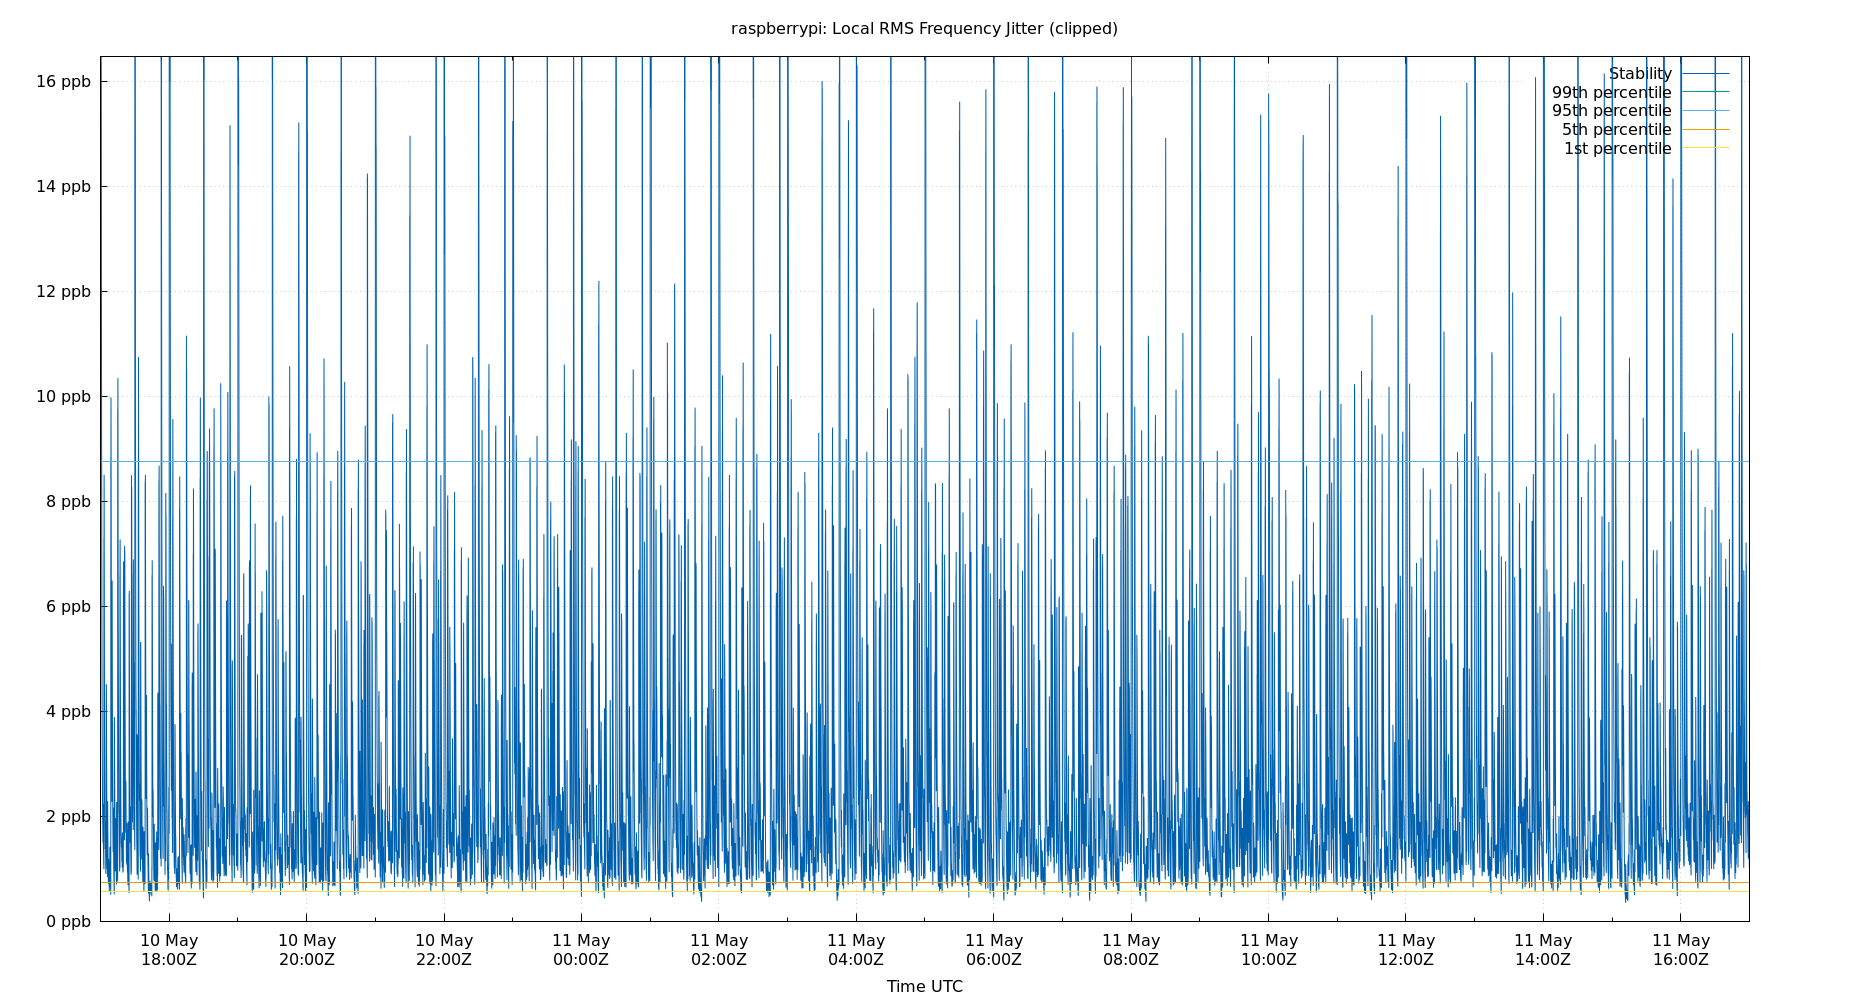 raspberrypi: Local RMS Frequency Jitter (clipped)
16 ppb
14 ppb
12 ppb
10 ppb
8 ppb
6 ppb
4 ppb
2 ppb
0 ppb
Stability
99th percentile
95th percentile
5th percentile
1st percentile
10 May 10 May 10 May 11 May 11 May 11 May 11 May 11 May 11 May 11 May 11 May 11 May
18:00Z 20:00Z 22:00Z 00:00Z 02:00Z 04:00Z 06:00Z 08:00Z 10:00Z 12:00Z 14:00Z 16:00Z
Time UTC